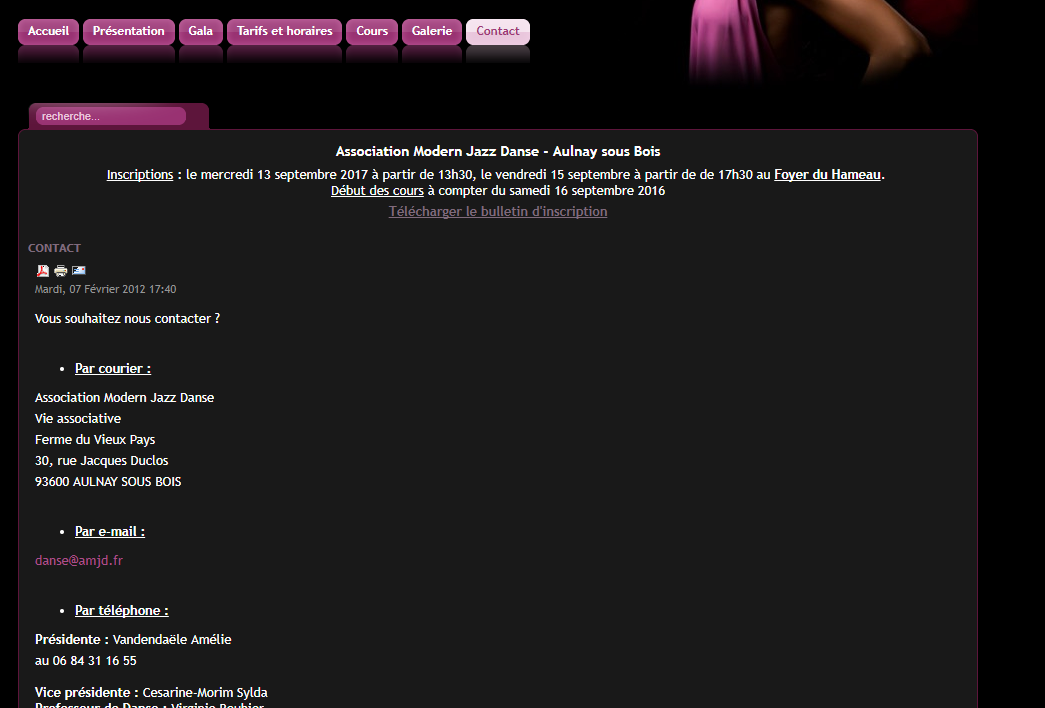 Accueil Présentation Gala Tarifs et horaires Cours Galerie Contact
recherche...
Association Modern Jazz Danse - Aulnay sous Bois
Inscriptions : le mercredi 13 septembre 2017 à partir de 13h30, le vendredi 15 septembre à partir de de 17h30 au Foyer du Hameau.
Début des cours à compter du samedi 16 septembre 2016
Télécharger le bulletin d'inscription
CONTACT
Mardi, 07 Février 2012 17:40
Vous souhaitez nous contacter ?
• Par courier :
Association Modern Jazz Danse
Vie associative
Ferme du Vieux Pays
30, rue Jacques Duclos
93600 AULNAY SOUS BOIS
• Par e-mail :
danse@amjd.fr
• Par téléphone :
Présidente : Vandendaële Amélie
au 06 84 31 16 55
Vice présidente : Cesarine-Morim Sylda
Professeur de Danse : Virginie